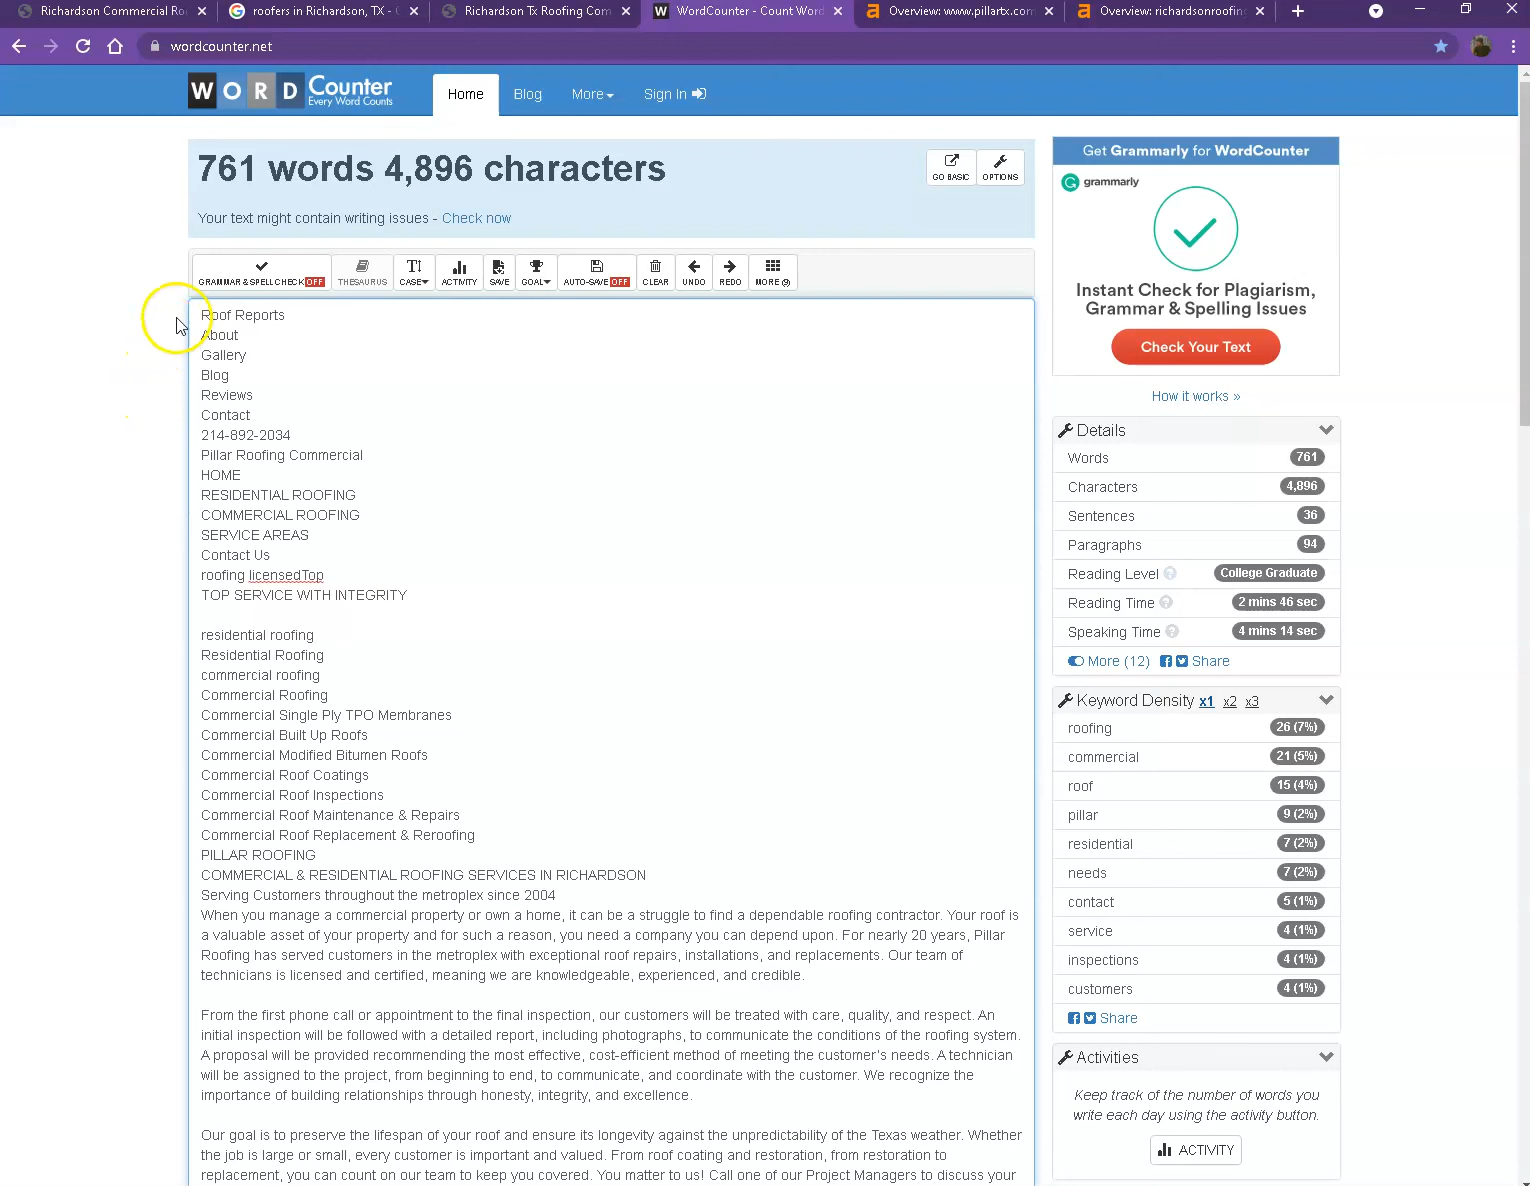 Richardson Commercial Ro
roofers in Richardson, TX -
Richardson Tx Roofing Com
WordCounter - Count Word
Overview: www.pillartx.com
Overview: richardsonroofin
wordcounter.net
WORD Counter
Every Word Counts
Home
Blog
More
Sign In
761 words 4,896 characters
GO BASIC
OPTIONS
Your text might contain writing issues - Check now
GRAMMAR & SPELL CHECK OFF
THESAURUS
CASE
ACTIVITY
SAVE
GOAL
AUTO-SAVE OFF
CLEAR
UNDO
REDO
MORE (9)
Roof Reports
About
Gallery
Blog
Reviews
Contact
214-892-2034
Pillar Roofing Commercial
HOME
RESIDENTIAL ROOFING
COMMERCIAL ROOFING
SERVICE AREAS
Contact Us
roofing licensedTop
TOP SERVICE WITH INTEGRITY
residential roofing
Residential Roofing
commercial roofing
Commercial Roofing
Commercial Single Ply TPO Membranes
Commercial Built Up Roofs
Commercial Modified Bitumen Roofs
Commercial Roof Coatings
Commercial Roof Inspections
Commercial Roof Maintenance & Repairs
Commercial Roof Replacement & Reroofing
PILLAR ROOFING
COMMERCIAL & RESIDENTIAL ROOFING SERVICES IN RICHARDSON
Serving Customers throughout the metroplex since 2004
When you manage a commercial property or own a home, it can be a struggle to find a dependable roofing contractor. Your roof is
a valuable asset of your property and for such a reason, you need a company you can depend upon. For nearly 20 years, Pillar
Roofing has served customers in the metroplex with exceptional roof repairs, installations, and replacements. Our team of
technicians is licensed and certified, meaning we are knowledgeable, experienced, and credible.
From the first phone call or appointment to the final inspection, our customers will be treated with care, quality, and respect. An
initial inspection will be followed with a detailed report, including photographs, to communicate the conditions of the roofing system.
A proposal will be provided recommending the most effective, cost-efficient method of meeting the customer's needs. A technician
will be assigned to the project, from beginning to end, to communicate, and coordinate with the customer. We recognize the
importance of building relationships through honesty, integrity, and excellence.
Our goal is to preserve the lifespan of your roof and ensure its longevity against the unpredictability of the Texas weather. Whether
the job is large or small, every customer is important and valued. From roof coating and restoration, from restoration to
replacement, you can count on our team to keep you covered. You matter to us! Call one of our Project Managers to discuss your
Get Grammarly for WordCounter
grammarly
Instant Check for Plagiarism,
Grammar & Spelling Issues
Check Your Text
How it works »
Details
Words 761
Characters 4,896
Sentences 36
Paragraphs 94
Reading Level College Graduate
Reading Time 2 mins 46 sec
Speaking Time 4 mins 14 sec
More (12) Share
Keyword Density x1 x2 x3
roofing 26 (7%)
commercial 21 (5%)
roof 15 (4%)
pillar 9 (2%)
residential 7 (2%)
needs 7 (2%)
contact 5 (1%)
service 4 (1%)
inspections 4 (1%)
customers 4 (1%)
Share
Activities
Keep track of the number of words you
write each day using the activity button.
ACTIVITY